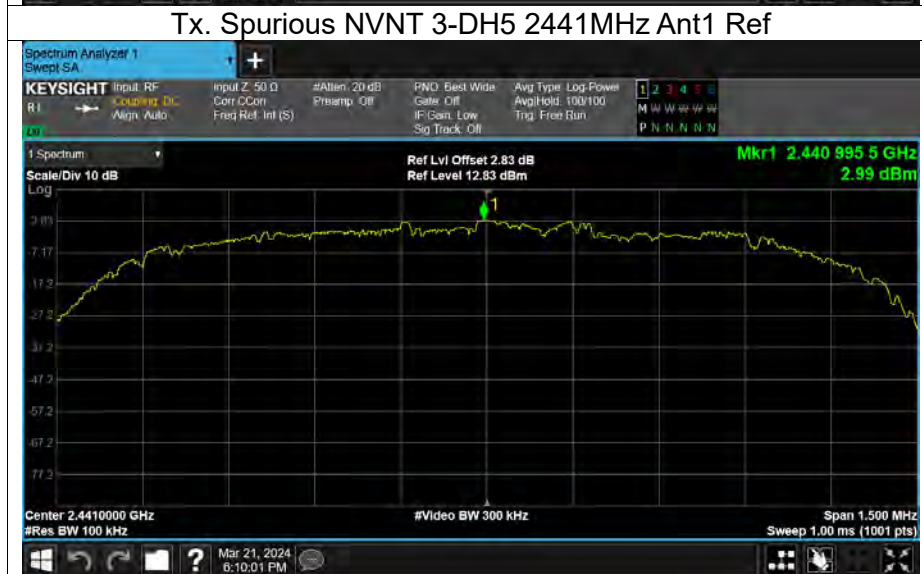 Tx. Spurious NVNT 3-DH5 2441MHz Ant1 Ref
Spectrum Analyzer 1
Swept SA
+
KEYSIGHT Input: RF
R L
Coupling: DC
Align: Auto
Input Z: 50 Ω
Corr CCorr
Freq Ref: Int (S)
#Atten: 20 dB
Preamp: Off
PNO: Best Wide
Gate: Off
IF Gain: Low
Sig Track: Off
Avg Type: Log-Power
Avg|Hold: 100/100
Trig: Free Run
1 2 3 4 5 6
M W W W W W
P N N N N N
1 Spectrum
Scale/Div 10 dB
Log
Ref Lvl Offset 2.83 dB
Ref Level 12.83 dBm
Mkr1 2.440 995 5 GHz
2.99 dBm
1
2.83
-7.17
-17.2
-27.2
-37.2
-47.2
-57.2
-67.2
-77.2
Center 2.4410000 GHz
#Res BW 100 kHz
#Video BW 300 kHz
Span 1.500 MHz
Sweep 1.00 ms (1001 pts)
?
Mar 21, 2024
6:10:01 PM